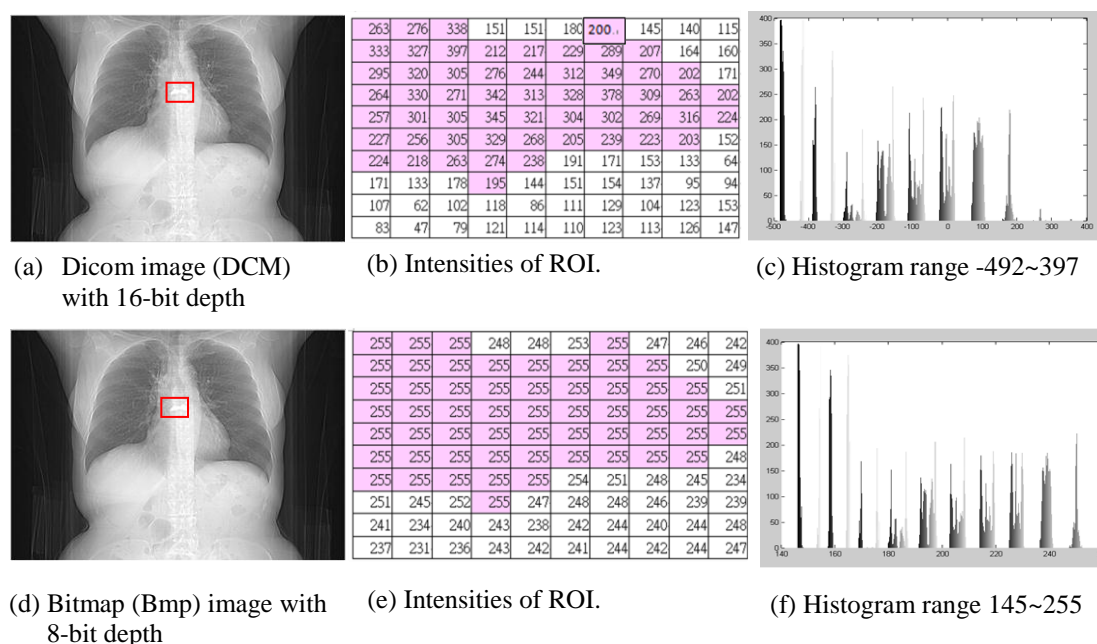 263 276 338 151 151 180 200. 145 140 115
333 327 397 212 217 229 289 207 164 160
295 320 305 276 244 312 349 270 202 171
264 330 271 342 313 328 378 309 263 202
257 301 305 345 321 304 302 269 316 224
227 256 305 329 268 205 239 223 203 152
224 218 263 274 238 191 171 153 133 64
171 133 178 195 144 151 154 137 95 94
107 62 102 118 86 111 129 104 123 153
83 47 79 121 114 110 123 113 126 147
400
350
300
250
200
150
100
50
0
-500 -400 -300 -200 -100 0 100 200 300 400
(a) Dicom image (DCM)
with 16-bit depth
(b) Intensities of ROI.
(c) Histogram range -492~397
255 255 255 248 248 253 255 247 246 242
255 255 255 255 255 255 255 255 250 249
255 255 255 255 255 255 255 255 255 251
255 255 255 255 255 255 255 255 255 255
255 255 255 255 255 255 255 255 255 255
255 255 255 255 255 255 255 255 255 248
255 255 255 255 255 254 251 248 245 234
251 245 252 255 247 248 248 246 239 239
241 234 240 243 238 242 244 240 244 248
237 231 236 243 242 241 244 242 244 247
400
350
300
250
200
150
100
50
0
140 160 180 200 220 240
(d) Bitmap (Bmp) image with
8-bit depth
(e) Intensities of ROI.
(f) Histogram range 145~255